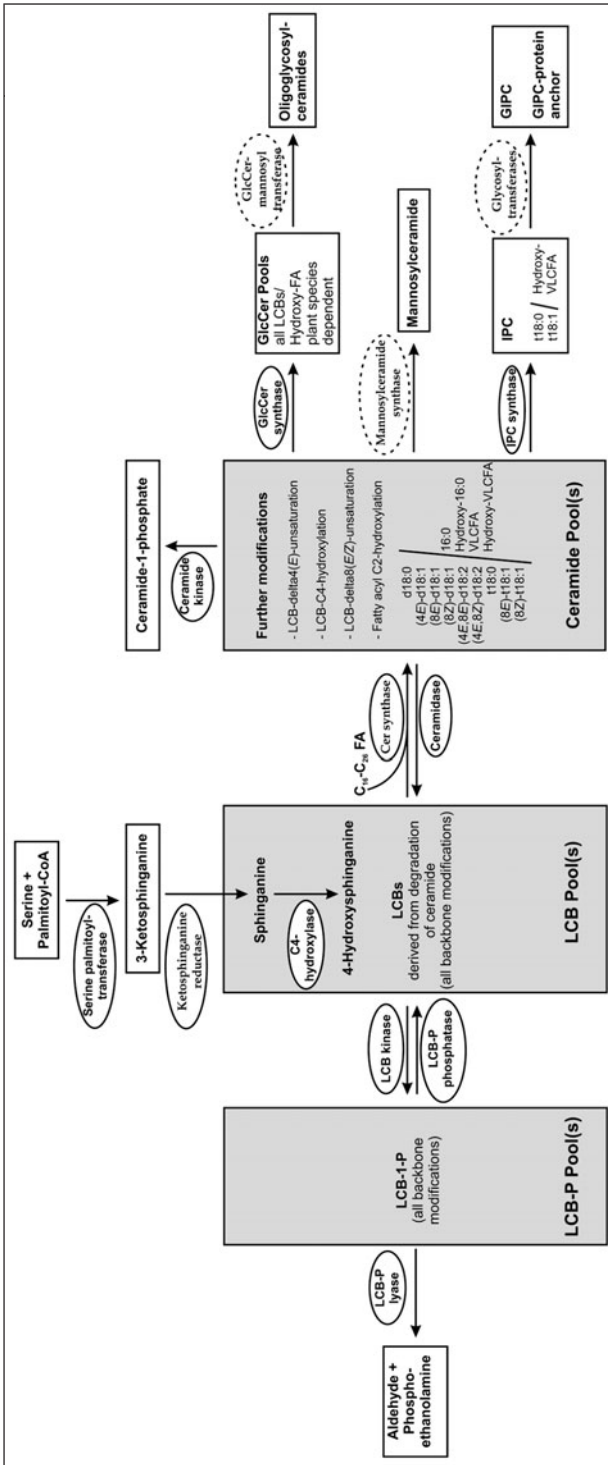 Serine +
Palmitoyl-CoA
Serine palmitoyl-
transferase
3-Ketosphinganine
Ketosphinganine
reductase
Aldehyde +
Phospho-
ethanolamine
LCB-P
lyase
LCB-1-P
(all backbone
modifications)
LCB-P Pool(s)
LCB kinase
LCB-P
phosphatase
Sphinganine
C4-
hydroxylase
4-Hydroxysphinganine
LCBs
derived from degradation
of ceramide
(all backbone modifications)
LCB Pool(s)
C16-C26 FA
Cer synthase
Ceramidase
Ceramide-1-phosphate
Ceramide
kinase
Further modifications
- LCB-delta4(E)-unsaturation
- LCB-C4-hydroxylation
- LCB-delta8(E/Z)-unsaturation
- Fatty acyl C2-hydroxylation
d18:0
(4E)-d18:1
(8E)-d18:1
(8Z)-d18:1
(4E,8E)-d18:2
(4E,8Z)-d18:2
t18:0
(8E)-t18:1
(8Z)-t18:1
16:0
Hydroxy-16:0
VLCFA
Hydroxy-VLCFA
Ceramide Pool(s)
GlcCer
synthase
GlcCer Pools
all LCBs/
Hydroxy-FA
plant species
dependent
GlcCer-
mannosyl
transferase
Oligoglycosyl-
ceramides
Mannosylceramide
synthase
Mannosylceramide
IPC synthase
IPC
t18:0
t18:1
/ Hydroxy-
VLCFA
Glycosyl-
transferases
GIPC
GIPC-protein
anchor